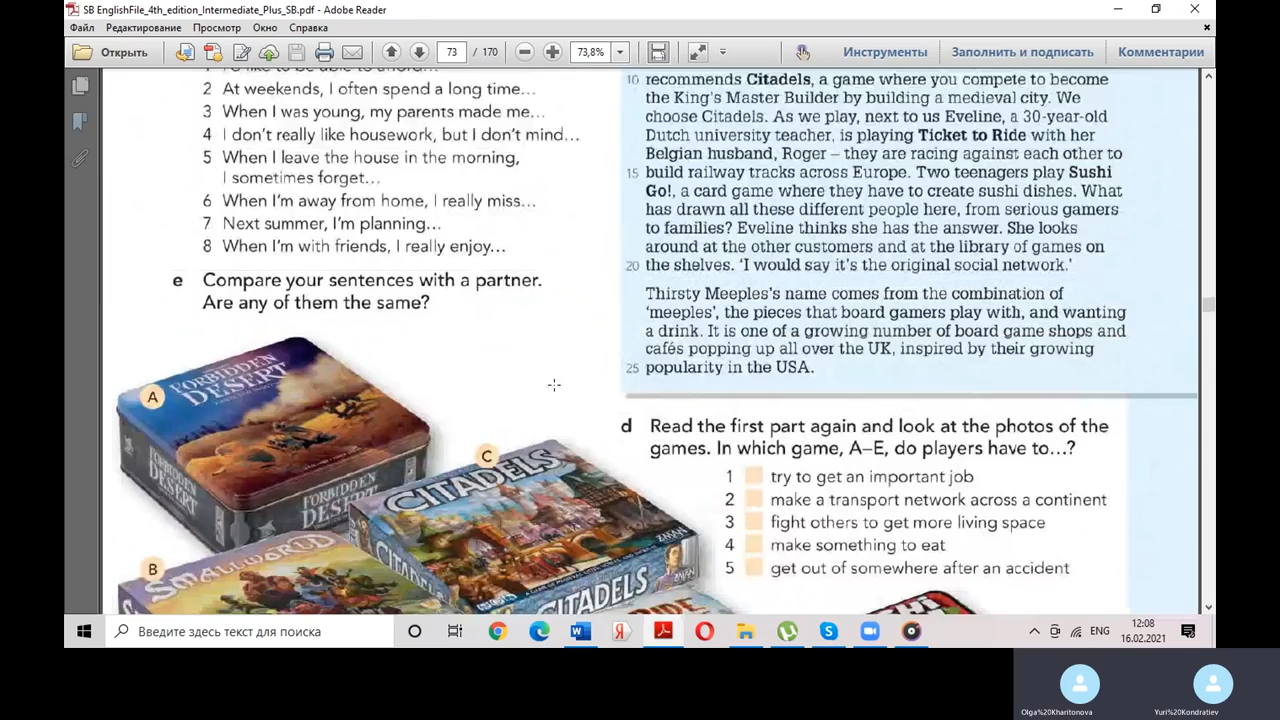 SB EnglishFile_4th_edition_Intermediate_Plus_SB.pdf - Adobe Reader
Файл Редактирование Просмотр Окно Справка
Открыть 73 / 170 73,8% Инструменты Заполнить и подписать Комментарии
2 At weekends, I often spend a long time…
3 When I was young, my parents made me…
4 I don't really like housework, but I don't mind…
5 When I leave the house in the morning,
I sometimes forget…
6 When I'm away from home, I really miss…
7 Next summer, I'm planning…
8 When I'm with friends, I really enjoy…
e Compare your sentences with a partner.
Are any of them the same?
A
FORBIDDEN
DESERT
FORBIDDEN
DESERT
FORBIDDEN
DESERT
B
SMALLWORLD
C
CITADELS
CITADELS
CITADELS
10 recommends Citadels, a game where you compete to become
the King's Master Builder by building a medieval city. We
choose Citadels. As we play, next to us Eveline, a 30-year-old
Dutch university teacher, is playing Ticket to Ride with her
Belgian husband, Roger – they are racing against each other to
15 build railway tracks across Europe. Two teenagers play Sushi
Go!, a card game where they have to create sushi dishes. What
has drawn all these different people here, from serious gamers
to families? Eveline thinks she has the answer. She looks
around at the other customers and at the library of games on
20 the shelves. 'I would say it's the original social network.'
Thirsty Meeples's name comes from the combination of
'meeples', the pieces that board gamers play with, and wanting
a drink. It is one of a growing number of board game shops and
cafés popping up all over the UK, inspired by their growing
25 popularity in the USA.
d Read the first part again and look at the photos of the
games. In which game, A–E, do players have to…?
1 try to get an important job
2 make a transport network across a continent
3 fight others to get more living space
4 make something to eat
5 get out of somewhere after an accident
Введите здесь текст для поиска
ENG
12:08
16.02.2021
Olga%20Kharitonova
Yuri%20Kondratiev